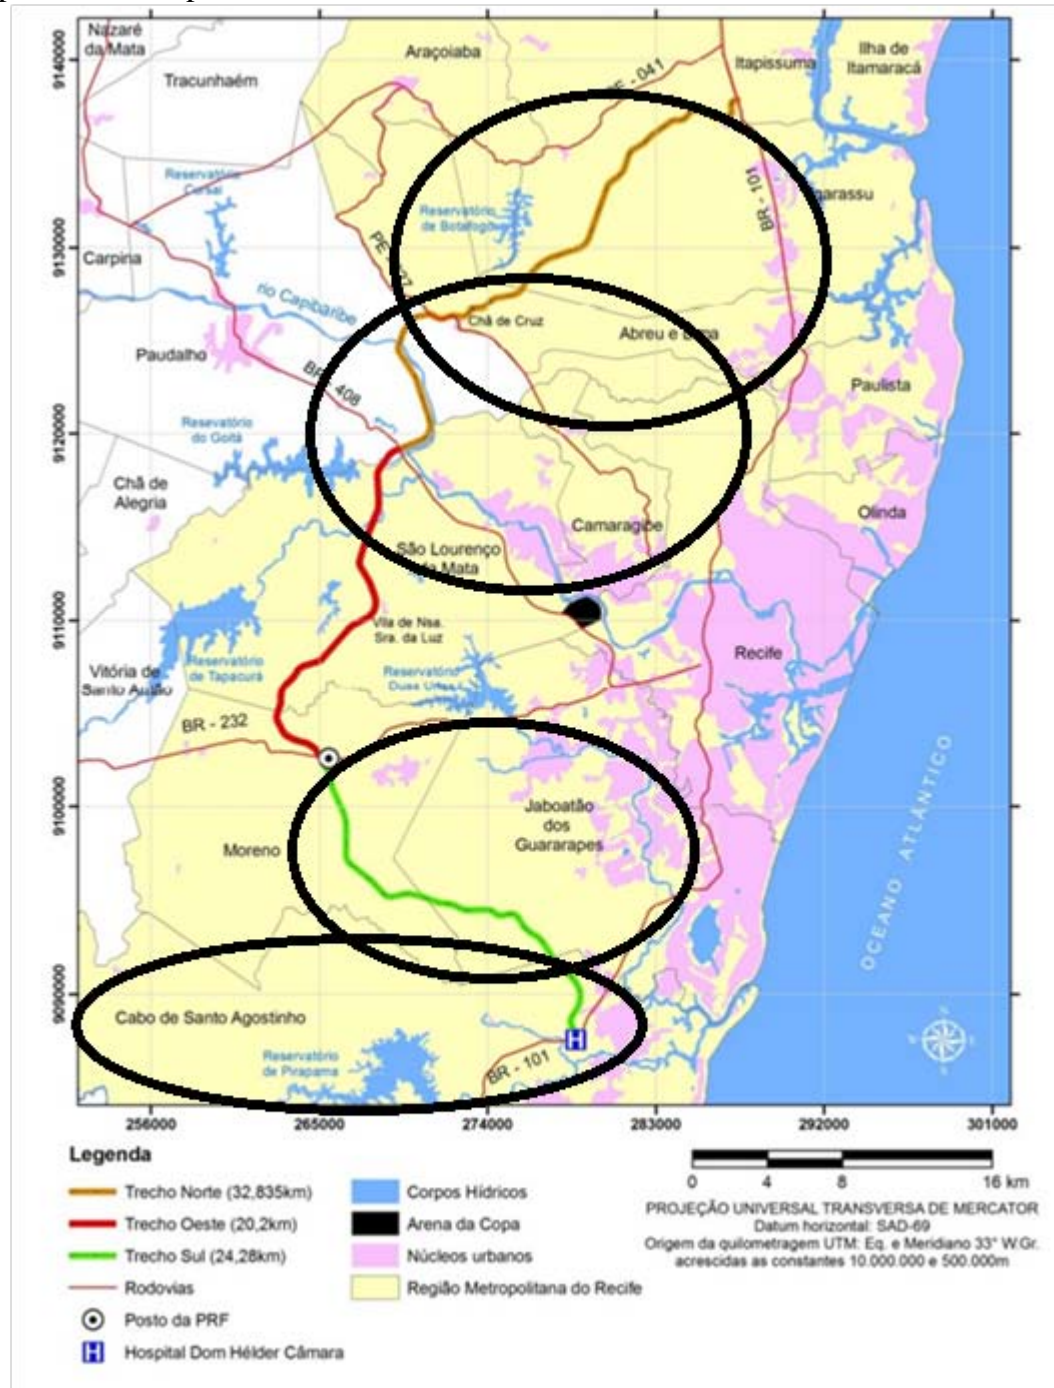 Nazaré
da Mata
Araçoiaba
Tracunhaém
Itapissuma
Ilha de
Itamaracá
PE - 041
9140000
Reservatório
BR - 101
Reservatório
de Botafogo
9130000
Carpina
rio Capibaribe
Chã de Cruz
Paudalho
BR - 408
Paulista
Reservatório
do Goitá
9120000
Chã de
Alegria
Olinda
Camaragibe
São Lourenço
da Mata
9110000
Vila de Nsa.
Sra. da Luz
Recife
Reservatório
de Tapacurá
Reservatório
Vitória de
Santo Antão
BR - 232
9100000
Jaboatão
dos
Guararapes
Moreno
OCEANO ATLÂNTICO
9090000
Cabo de Santo Agostinho
Reservatório
de Pirapama
H
BR - 101
256000 265000 274000 283000 292000 301000
Legenda
Trecho Norte (32,835km)
Trecho Oeste (20,2km)
Trecho Sul (24,28km)
Rodovias
Posto da PRF
H Hospital Dom Hélder Câmara
Corpos Hídricos
Arena da Copa
Núcleos urbanos
Região Metropolitana do Recife
0 4 8 16 km
PROJEÇÃO UNIVERSAL TRANSVERSA DE MERCATOR
Datum horizontal: SAD-69
Origem da quilometragem UTM: Eq. e Meridiano 33° W.Gr.
acrescidas as constantes 10.000.000 e 500.000m